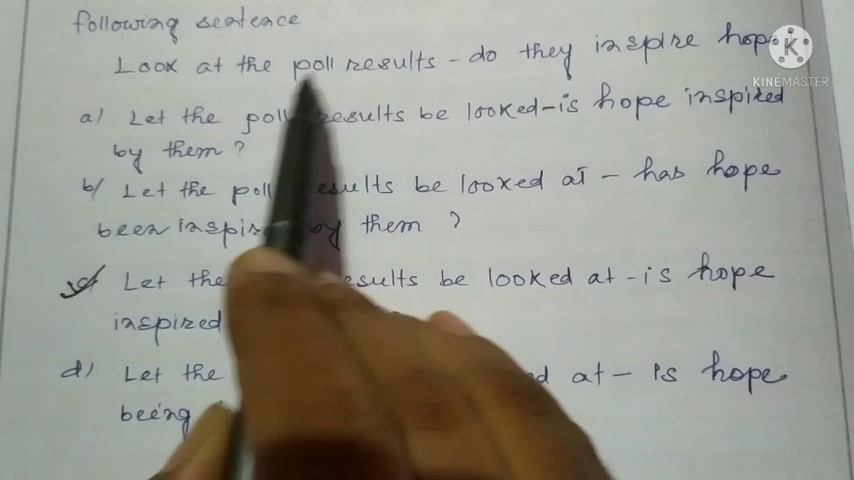 following sentence
Look at the poll results - do they inspire hope
K
KINEMASTER
a) Let the poll results be looked - is hope inspired
by them ?
b) Let the poll results be looked at - has hope
been inspired by them ?
c) Let the results be looked at - is hope
inspired
d) Let the at - is hope
being